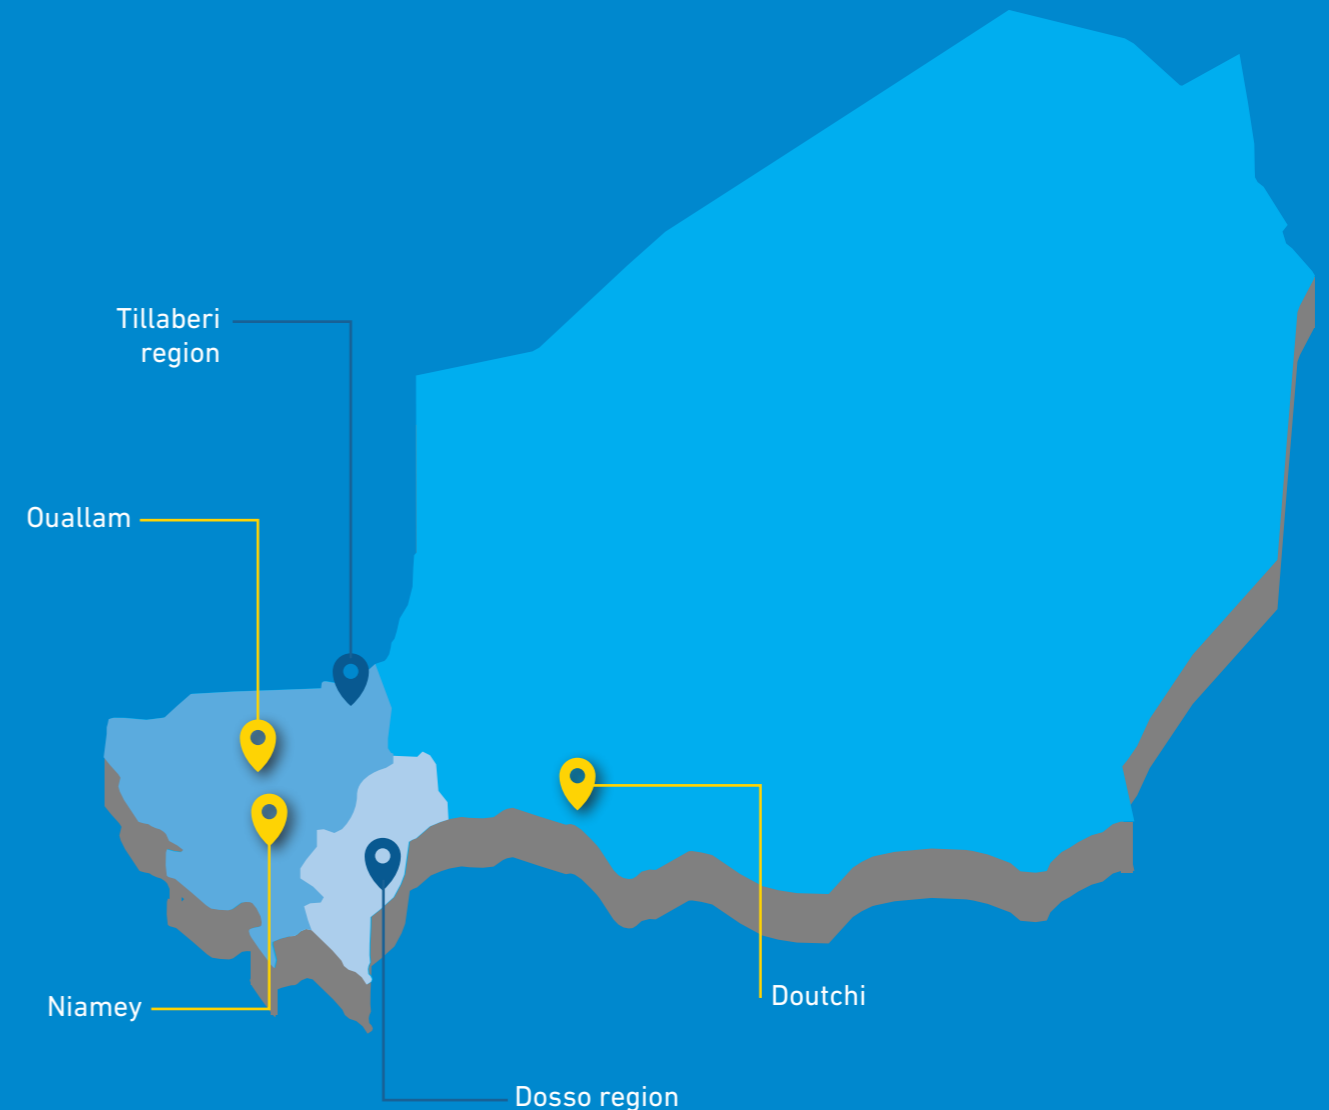 Tillaberi
region
Ouallam
Doutchi
Niamey
Dosso region